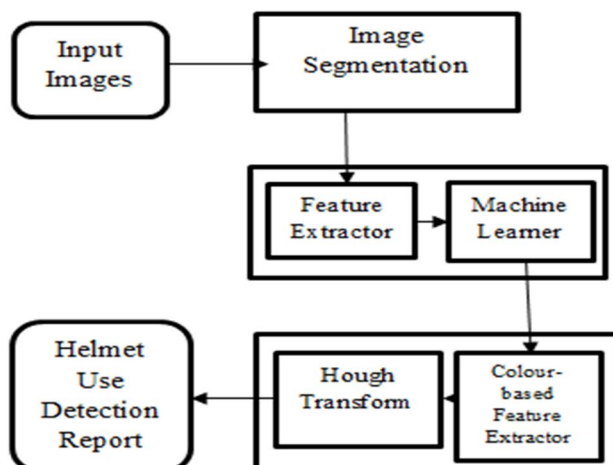 Input
Images
Image
Segmentation
Feature
Extractor
Machine
Learner
Colour-
based
Feature
Extractor
Hough
Transform
Helmet
Use
Detection
Report